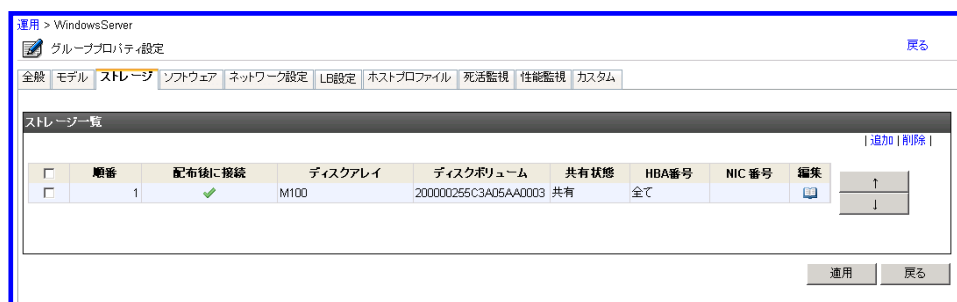 運用 > WindowsServer
グループプロパティ設定 戻る
全般 モデル ストレージ ソフトウェア ネットワーク設定 LB設定 ホストプロファイル 死活監視 性能監視 カスタム
ストレージ一覧
| 追加 | 削除 |
順番 配布後に接続 ディスクアレイ ディスクボリューム 共有状態 HBA番号 NIC 番号 編集
1 M100 200000255C3A05AA0003 共有 全て
↑
↓
適用 戻る